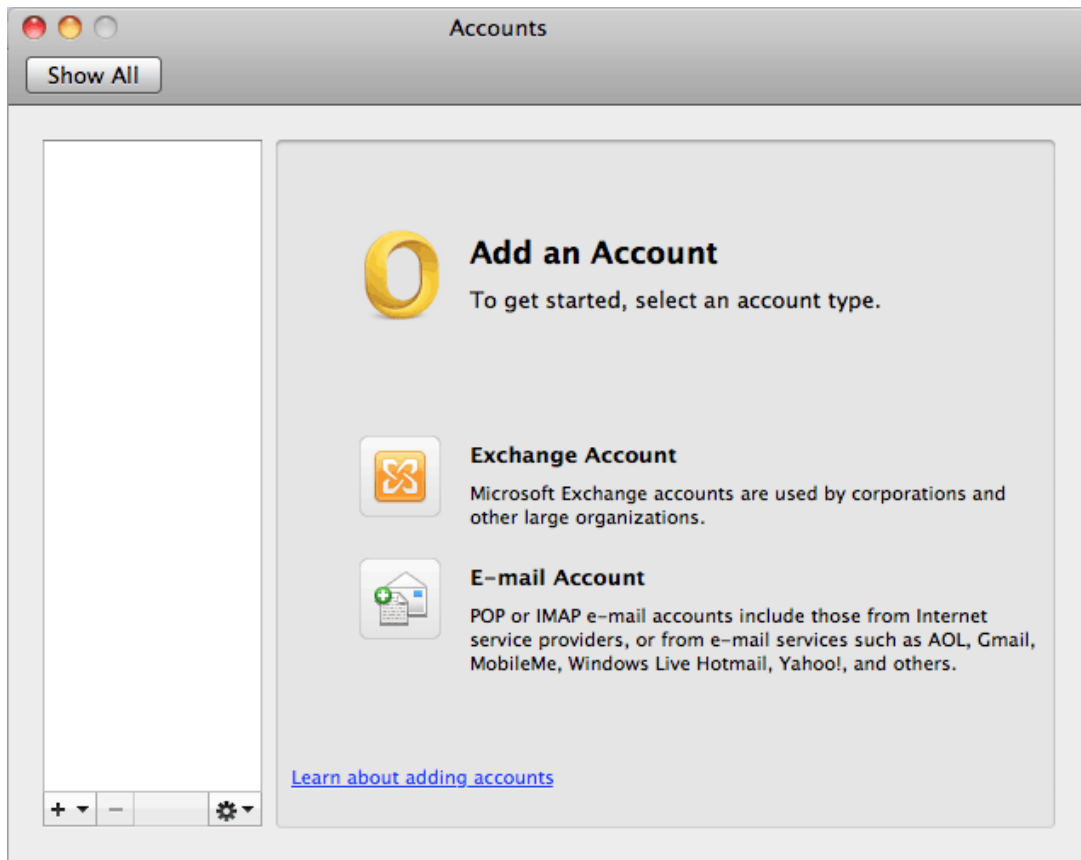 Accounts
Show All
Add an Account
To get started, select an account type.
Exchange Account
Microsoft Exchange accounts are used by corporations and
other large organizations.
E-mail Account
POP or IMAP e-mail accounts include those from Internet
service providers, or from e-mail services such as AOL, Gmail,
MobileMe, Windows Live Hotmail, Yahoo!, and others.
Learn about adding accounts